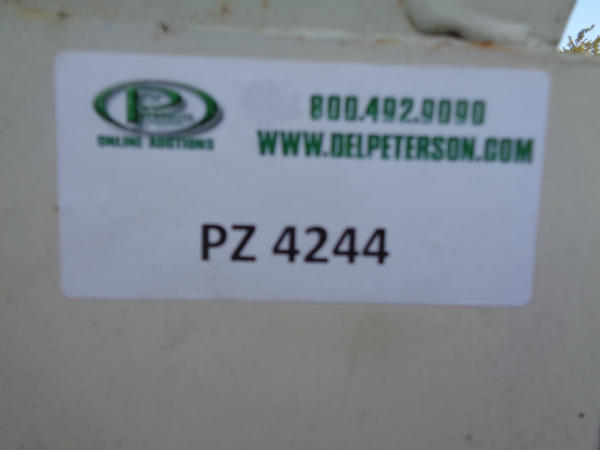 ONLINE AUCTIONS
800.492.9090
WWW.DELPETERSON.COM
PZ 4244